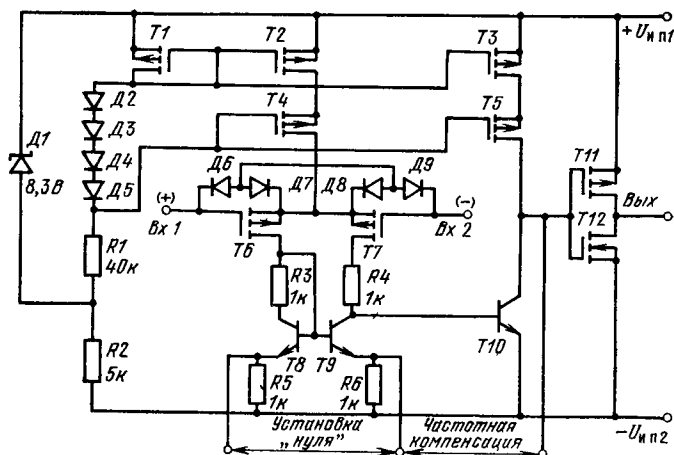 T1
T2
T3
+Uи п1
Д2
Д3
Д4
Д5
Д1
8,3В
T4
T5
Д6
Д7
Д8
Д9
T11
(+)
Вх 1
(-)
Вх 2
Вых
T12
T6
T7
R1
40к
R3
1к
R4
1к
R2
5к
T8
T9
T10
R5
1к
R6
1к
Установка
„нуля"
Частотная
компенсация
-Uи п2